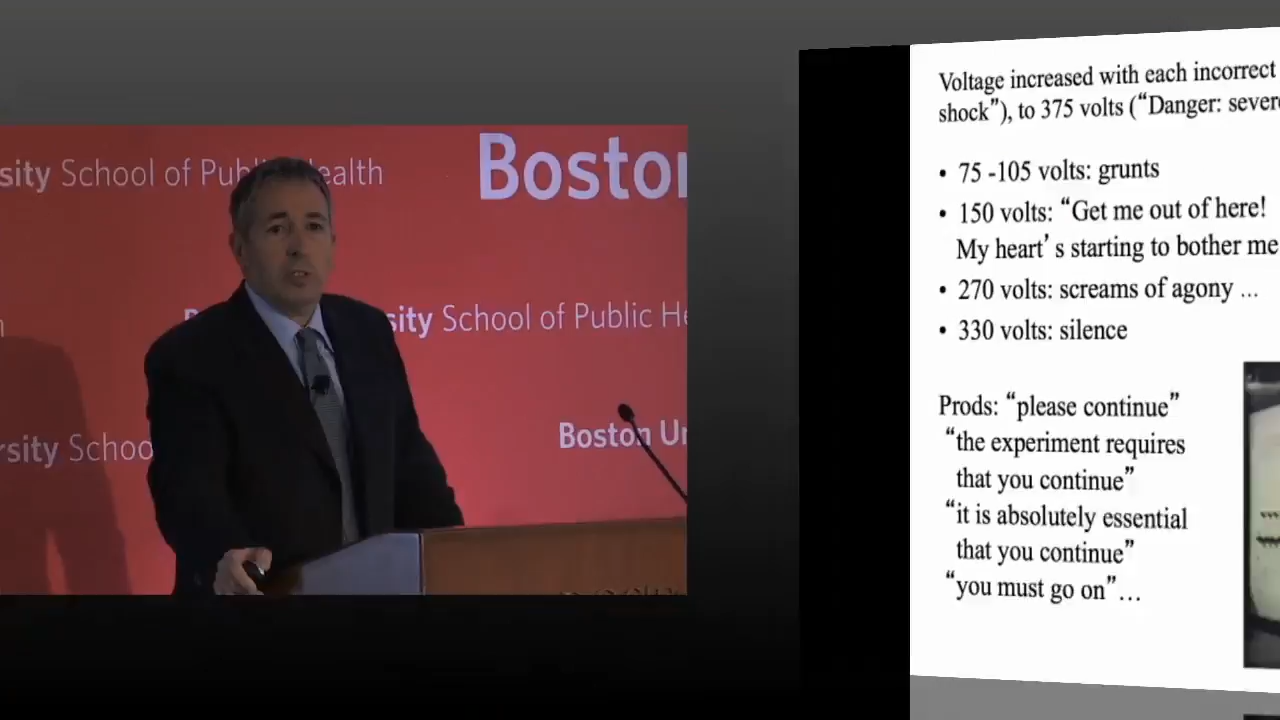 sity School of Public Health
Boston
sity School of Public He
rsity Schoo
Boston Un
Voltage increased with each incorrect
shock”), to 375 volts (“Danger: severe
• 75 -105 volts: grunts
• 150 volts: “Get me out of here!
My heart’s starting to bother me
• 270 volts: screams of agony ...
• 330 volts: silence
Prods: “please continue”
“the experiment requires
that you continue”
“it is absolutely essential
that you continue”
“you must go on”...